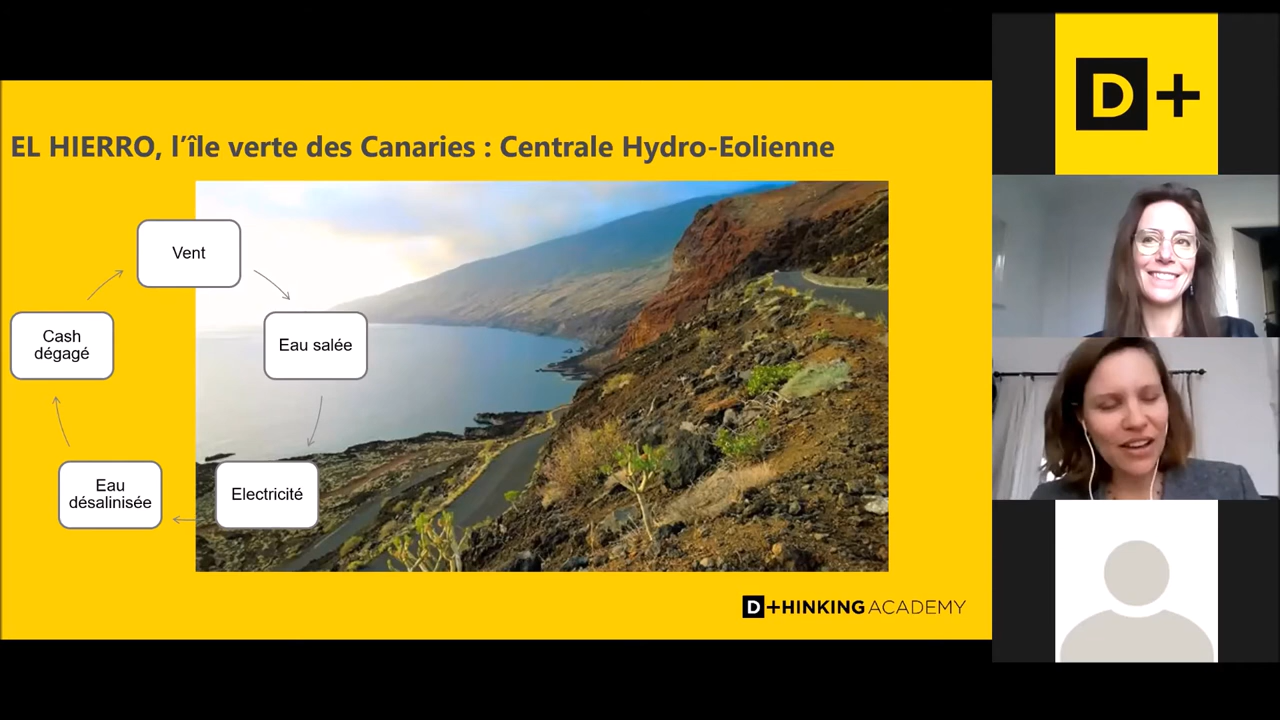 EL HIERRO, l'île verte des Canaries : Centrale Hydro-Eolienne
Vent
Eau salée
Electricité
Eau
désalinisée
Cash
dégagé
D+HINKING ACADEMY
D+